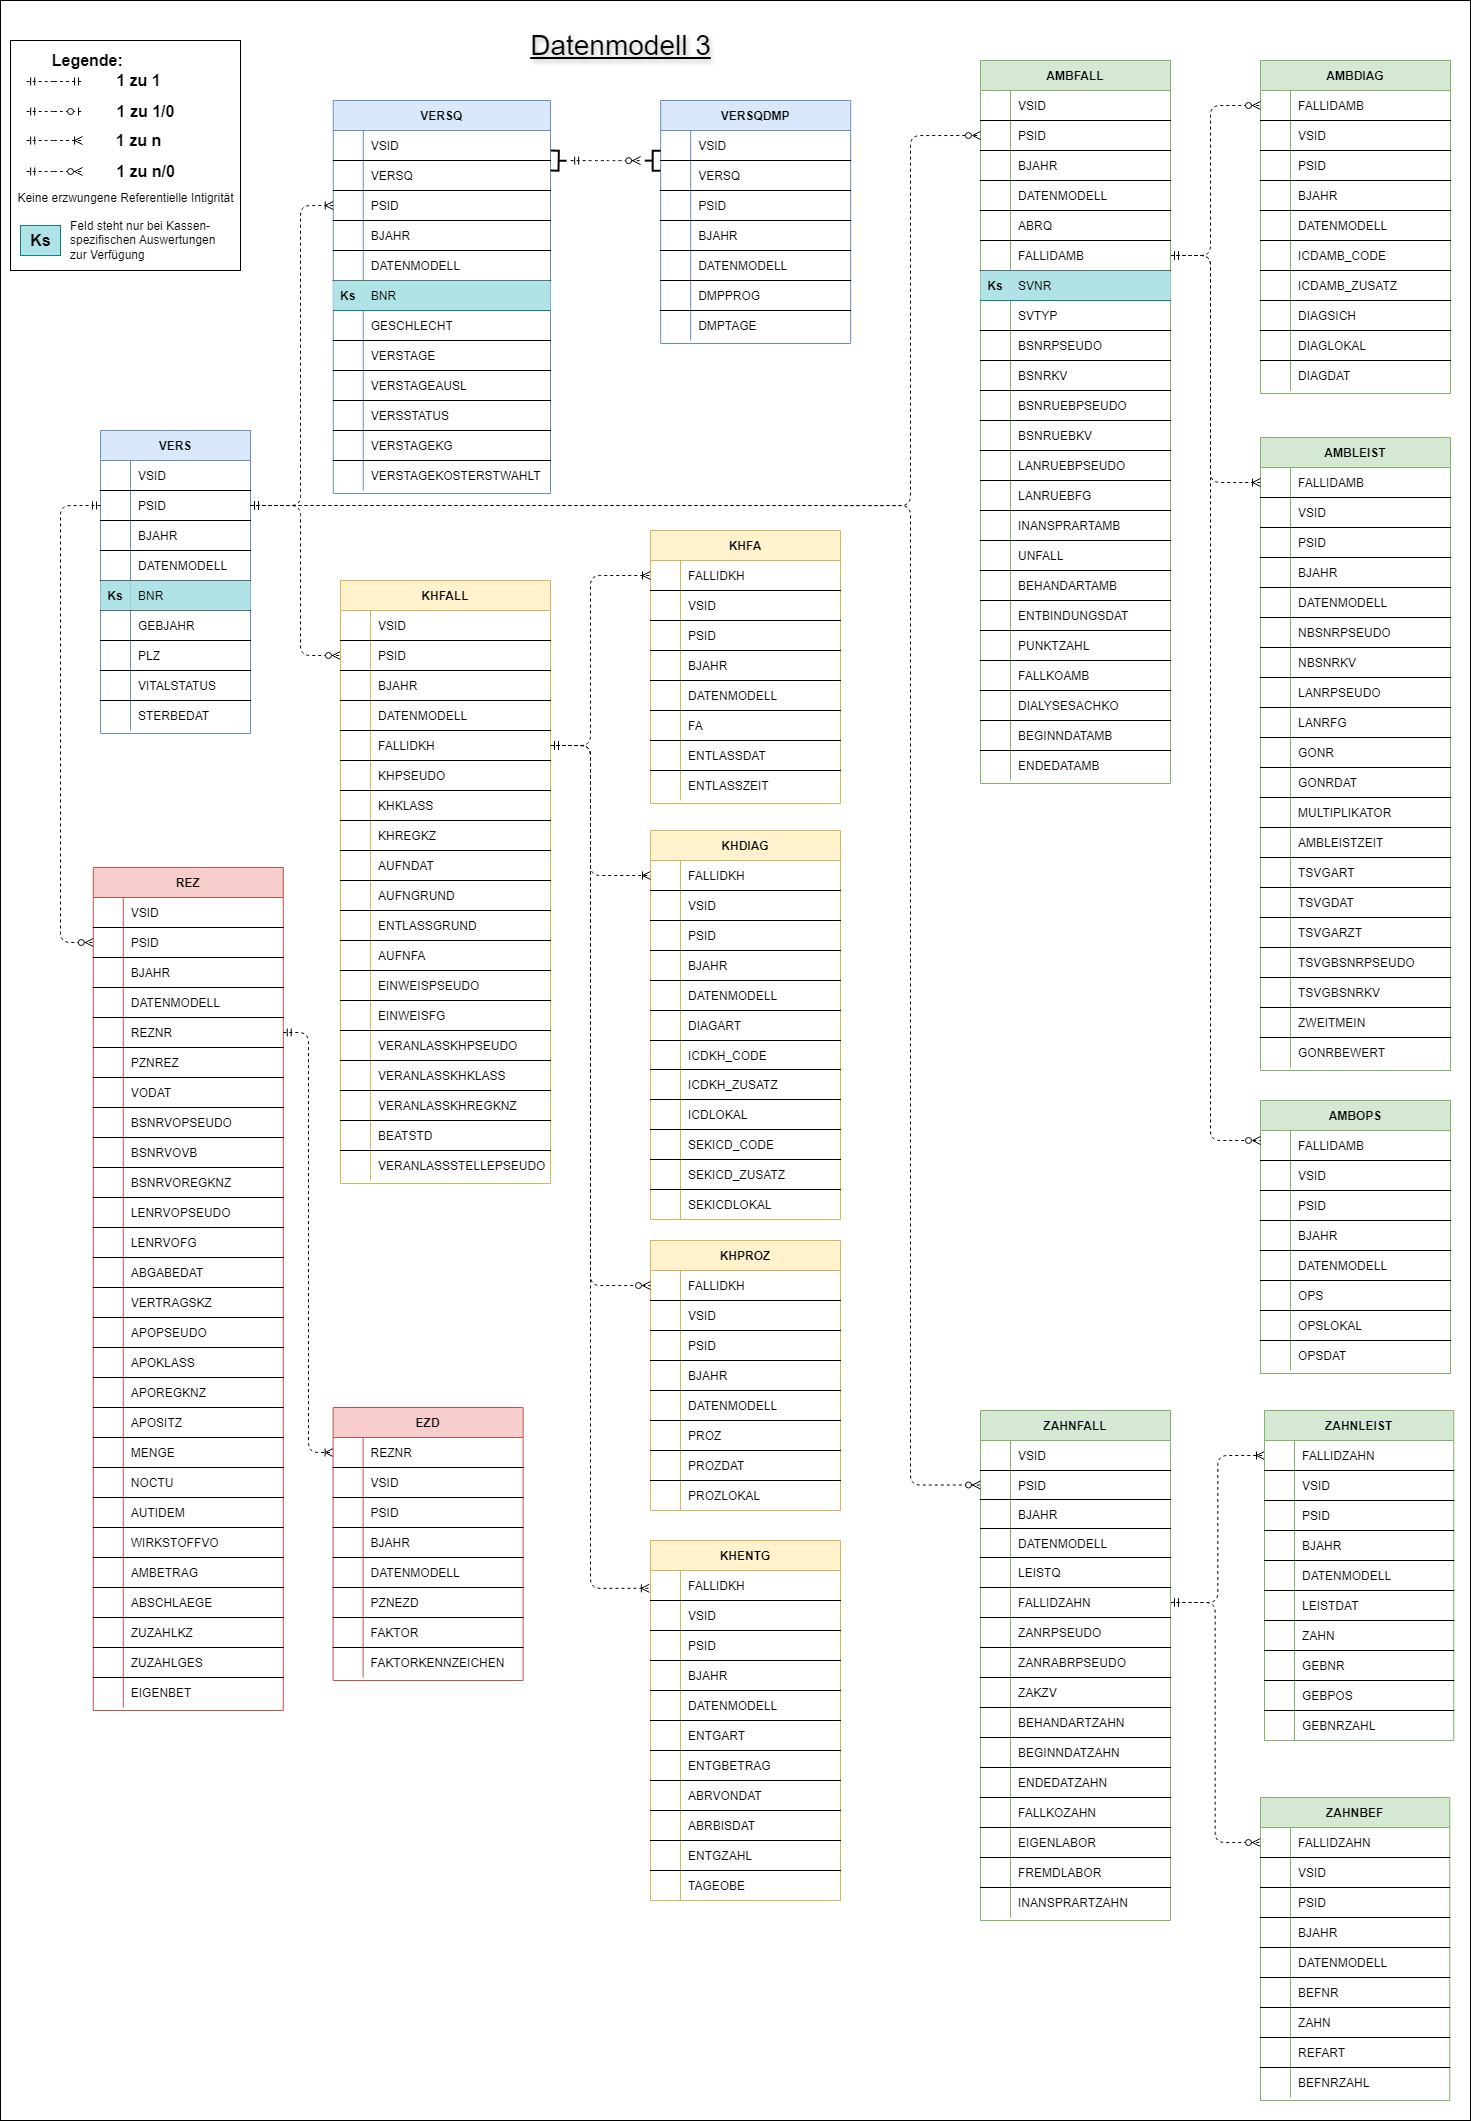 Datenmodell 3
Legende:
1 zu 1
1 zu 1/0
1 zu n
1 zu n/0
Keine erzwungene Referentielle Intigrität
Ks
Feld steht nur bei Kassen-
spezifischen Auswertungen
zur Verfügung
VERSQ
VSID
VERSQ
PSID
BJAHR
DATENMODELL
Ks BNR
GESCHLECHT
VERSTAGE
VERSTAGEAUSL
VERSSTATUS
VERSTAGEKG
VERSTAGEKOSTERSTWAHLT
VERSQDMP
VSID
VERSQ
PSID
BJAHR
DATENMODELL
DMPPROG
DMPTAGE
VERS
VSID
PSID
BJAHR
DATENMODELL
Ks BNR
GEBJAHR
PLZ
VITALSTATUS
STERBEDAT
REZ
VSID
PSID
BJAHR
DATENMODELL
REZNR
PZNREZ
VODAT
BSNRVOPSEUDO
BSNRVOVB
BSNRVOREGKNZ
LENRVOPSEUDO
LENRVOFG
ABGABEDAT
VERTRAGSKZ
APOPSEUDO
APOKLASS
APOREGKNZ
APOSITZ
MENGE
NOCTU
AUTIDEM
WIRKSTOFFVO
AMBETRAG
ABSCHLAEGE
ZUZAHLKZ
ZUZAHLGES
EIGENBET
EZD
REZNR
VSID
PSID
BJAHR
DATENMODELL
PZNEZD
FAKTOR
FAKTORKENNZEICHEN
KHFALL
VSID
PSID
BJAHR
DATENMODELL
FALLIDKH
KHPSEUDO
KHKLASS
KHREGKZ
AUFNDAT
AUFNGRUND
ENTLASSGRUND
AUFNFA
EINWEISPSEUDO
EINWEISFG
VERANLASSKHPSEUDO
VERANLASSKHKLASS
VERANLASSKHREGKNZ
BEATSTD
VERANLASSSTELLEPSEUDO
KHFA
FALLIDKH
VSID
PSID
BJAHR
DATENMODELL
FA
ENTLASSDAT
ENTLASSZEIT
KHDIAG
FALLIDKH
VSID
PSID
BJAHR
DATENMODELL
DIAGART
ICDKH_CODE
ICDKH_ZUSATZ
ICDLOKAL
SEKICD_CODE
SEKICD_ZUSATZ
SEKICDLOKAL
KHPROZ
FALLIDKH
VSID
PSID
BJAHR
DATENMODELL
PROZ
PROZDAT
PROZLOKAL
KHENTG
FALLIDKH
VSID
PSID
BJAHR
DATENMODELL
ENTGART
ENTGBETRAG
ABRVONDAT
ABRBISDAT
ENTGZAHL
TAGEOBE
AMBFALL
VSID
PSID
BJAHR
DATENMODELL
ABRQ
FALLIDAMB
Ks SVNR
SVTYP
BSNRPSEUDO
BSNRKV
BSNRUEBPSEUDO
BSNRUEBKV
LANRUEBPSEUDO
LANRUEBFG
INANSPRARTAMB
UNFALL
BEHANDARTAMB
ENTBINDUNGSDAT
PUNKTZAHL
FALLKOAMB
DIALYSESACHKO
BEGINNDATAMB
ENDEDATAMB
AMBDIAG
FALLIDAMB
VSID
PSID
BJAHR
DATENMODELL
ICDAMB_CODE
ICDAMB_ZUSATZ
DIAGSICH
DIAGLOKAL
DIAGDAT
AMBLEIST
FALLIDAMB
VSID
PSID
BJAHR
DATENMODELL
NBSNRPSEUDO
NBSNRKV
LANRPSEUDO
LANRFG
GONR
GONRDAT
MULTIPLIKATOR
AMBLEISTZEIT
TSVGART
TSVGDAT
TSVGARZT
TSVGBSNRPSEUDO
TSVGBSNRKV
ZWEITMEIN
GONRBEWERT
AMBOPS
FALLIDAMB
VSID
PSID
BJAHR
DATENMODELL
OPS
OPSLOKAL
OPSDAT
ZAHNFALL
VSID
PSID
BJAHR
DATENMODELL
LEISTQ
FALLIDZAHN
ZANRPSEUDO
ZANRABRPSEUDO
ZAKZV
BEHANDARTZAHN
BEGINNDATZAHN
ENDEDATZAHN
FALLKOZAHN
EIGENLABOR
FREMDLABOR
INANSPRARTZAHN
ZAHNLEIST
FALLIDZAHN
VSID
PSID
BJAHR
DATENMODELL
LEISTDAT
ZAHN
GEBNR
GEBPOS
GEBNRZAHL
ZAHNBEF
FALLIDZAHN
VSID
PSID
BJAHR
DATENMODELL
BEFNR
ZAHN
REFART
BEFNRZAHL